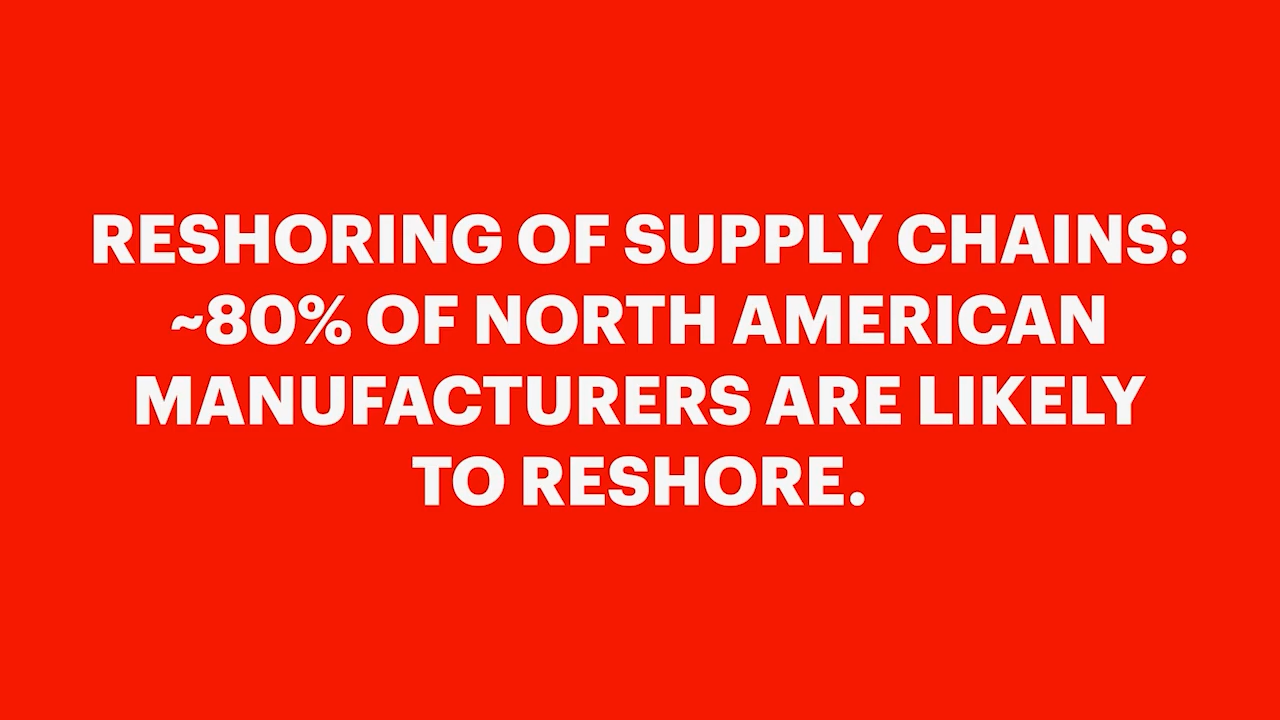 RESHORING OF SUPPLY CHAINS:
~80% OF NORTH AMERICAN
MANUFACTURERS ARE LIKELY
TO RESHORE.